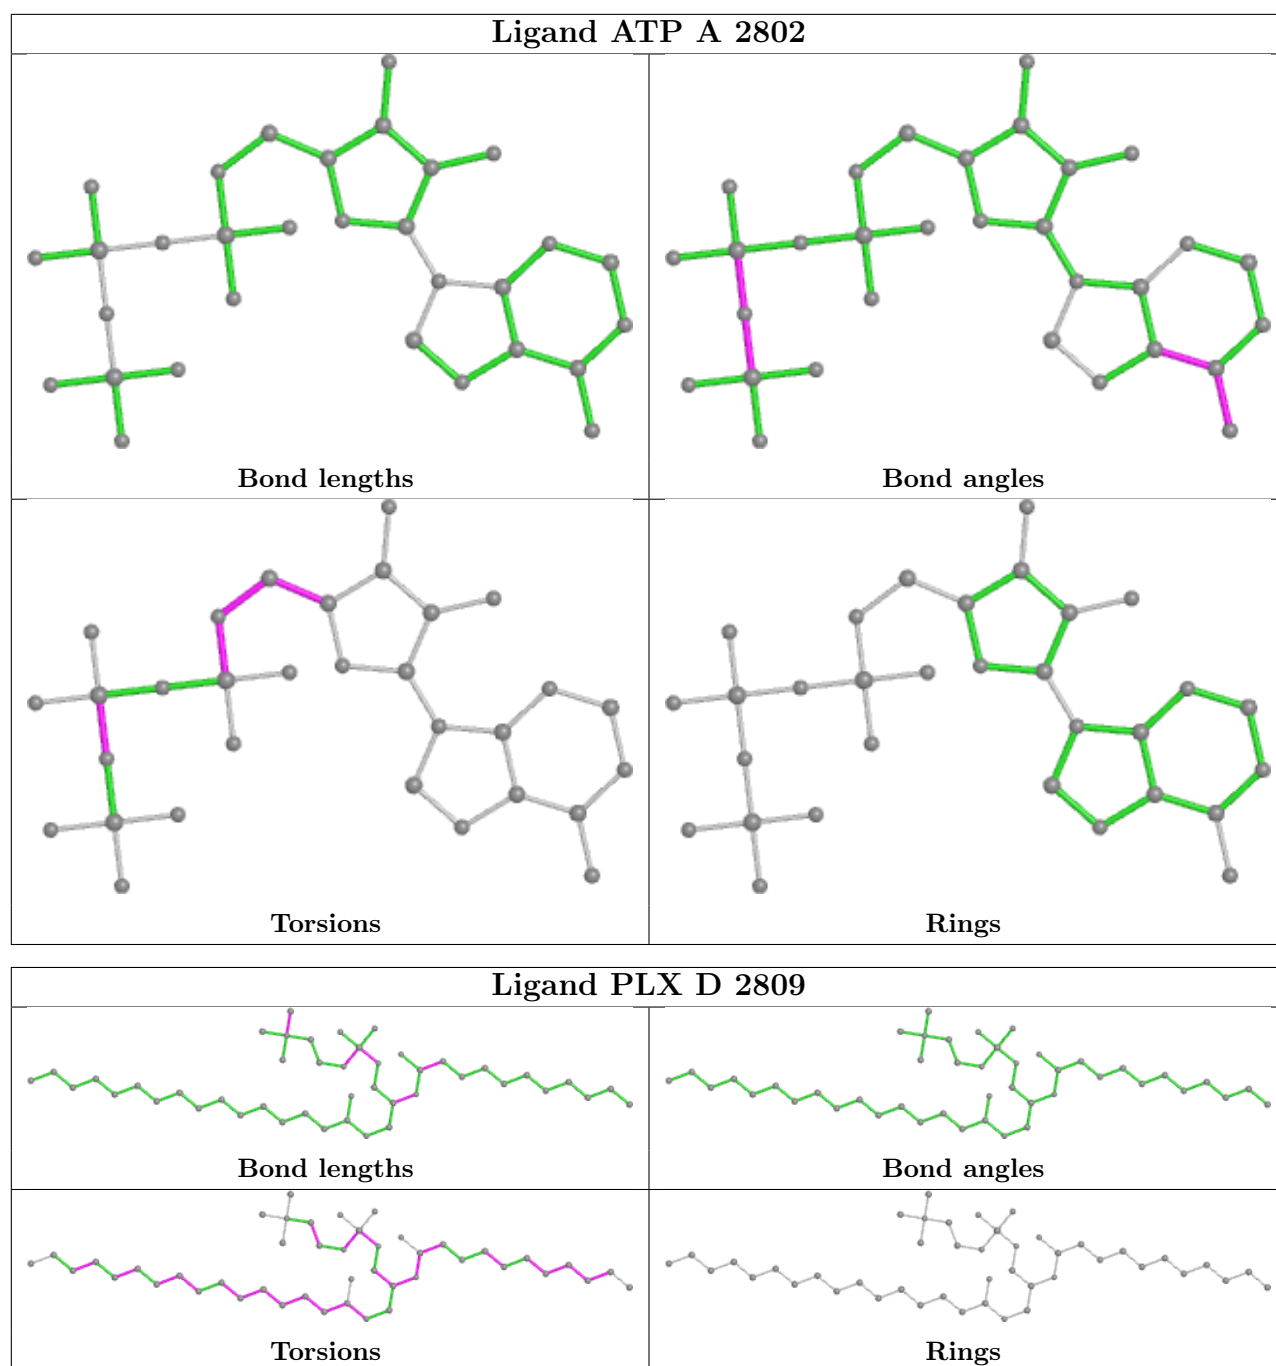 Ligand ATP A 2802
Bond lengths
Bond angles
Torsions
Rings
Ligand PLX D 2809
Bond lengths
Bond angles
Torsions
Rings